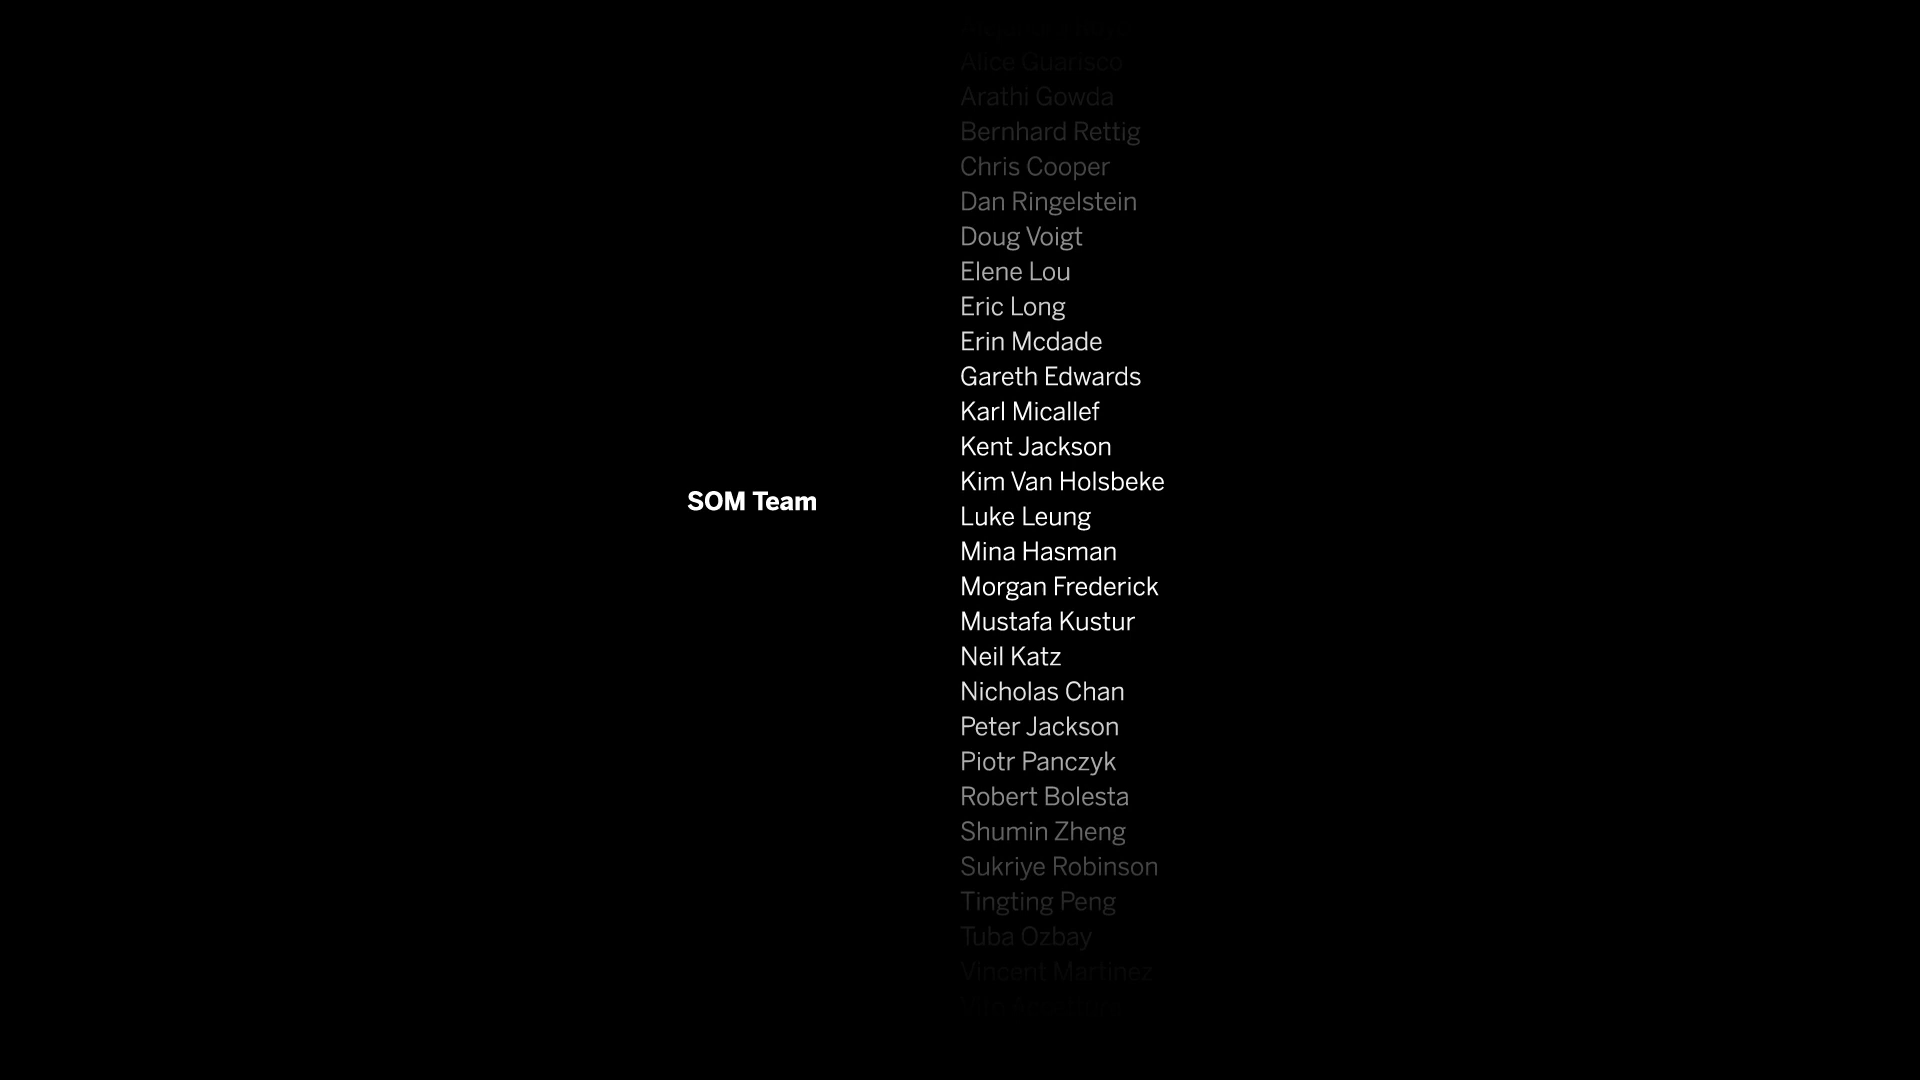 Alice Guarisco
Arathi Gowda
Bernhard Rettig
Chris Cooper
Dan Ringelstein
Doug Voigt
Elene Lou
Eric Long
Erin Mcdade
Gareth Edwards
Karl Micallef
Kent Jackson
Kim Van Holsbeke
SOM Team
Luke Leung
Mina Hasman
Morgan Frederick
Mustafa Kustur
Neil Katz
Nicholas Chan
Peter Jackson
Piotr Panczyk
Robert Bolesta
Shumin Zheng
Sukriye Robinson
Tingting Peng
Tuba Ozbay
Vincent Martinez